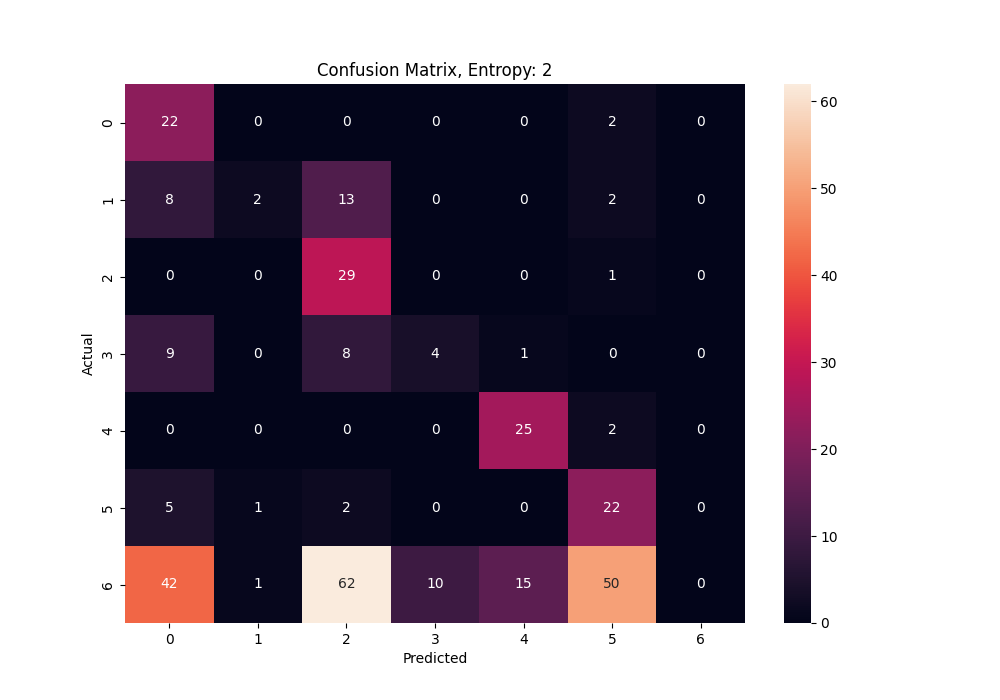 Confusion Matrix, Entropy: 2
Actual
0 22 0 0 0 0 2 0
1 8 2 13 0 0 2 0
2 0 0 29 0 0 1 0
3 9 0 8 4 1 0 0
4 0 0 0 0 25 2 0
5 5 1 2 0 0 22 0
6 42 1 62 10 15 50 0
0 1 2 3 4 5 6
Predicted
60
50
40
30
20
10
0